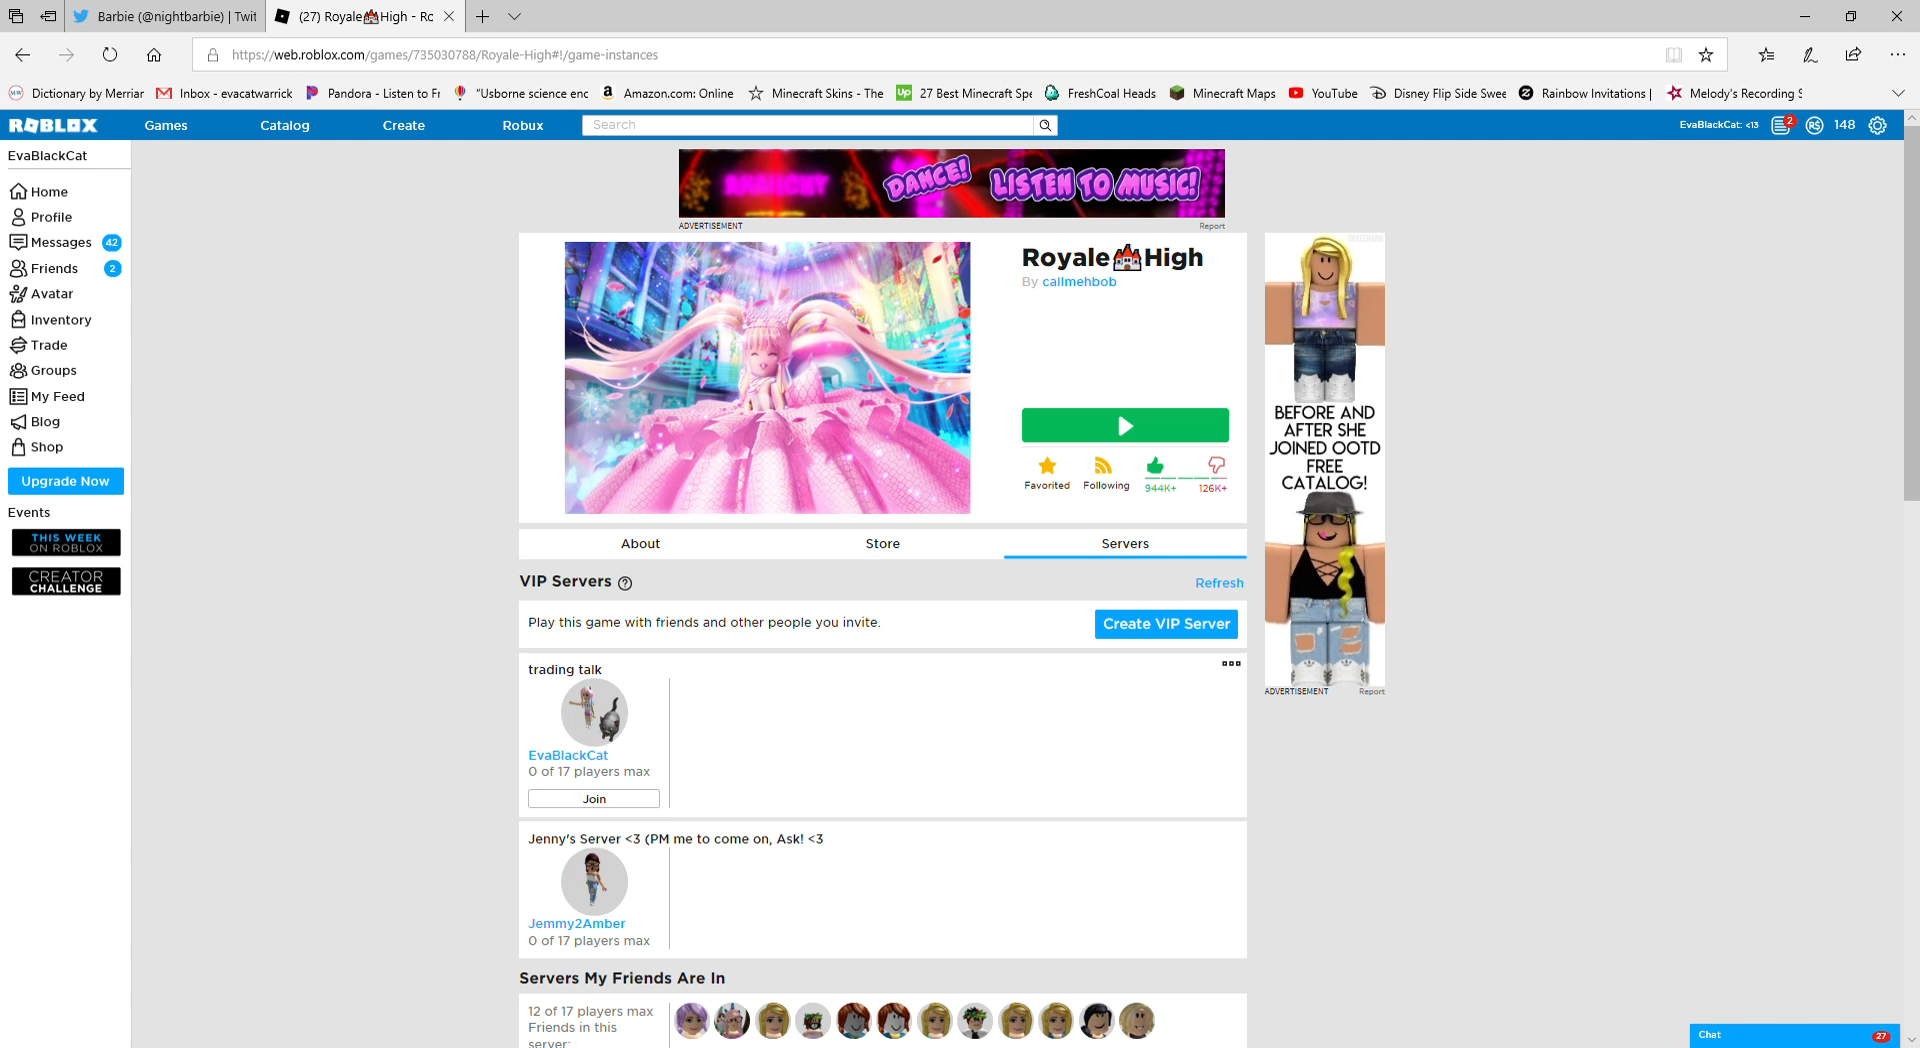 Barbie (@nightbarbie) | Twit
(27) Royale High - Ro
https://web.roblox.com/games/735030788/Royale-High#!/game-instances
Dictionary by Merriar
Inbox - evacatwarrick
Pandora - Listen to Fr
"Usborne science enc
Amazon.com: Online
Minecraft Skins - The
27 Best Minecraft Spe
FreshCoal Heads
Minecraft Maps
YouTube
Disney Flip Side Swee
Rainbow Invitations |
Melody's Recording S
ROBLOX
Games
Catalog
Create
Robux
Search
EvaBlackCat: <13
2
148
EvaBlackCat
Home
Profile
Messages 42
Friends 2
Avatar
Inventory
Trade
Groups
My Feed
Blog
Shop
Upgrade Now
Events
THIS WEEK
ON ROBLOX
CREATOR
CHALLENGE
DANCE! LISTEN TO MUSIC!
ADVERTISEMENT
Report
Royale High
By callmehbob
Favorited
Following
944K+
126K+
About
Store
Servers
VIP Servers
Refresh
Play this game with friends and other people you invite.
Create VIP Server
trading talk
EvaBlackCat
0 of 17 players max
Join
Jenny's Server <3 (PM me to come on, Ask! <3
Jemmy2Amber
0 of 17 players max
Servers My Friends Are In
12 of 17 players max
Friends in this
server:
BEFORE AND
AFTER SHE
JOINED OOTD
FREE
CATALOG!
ADVERTISEMENT
Report
Chat
27